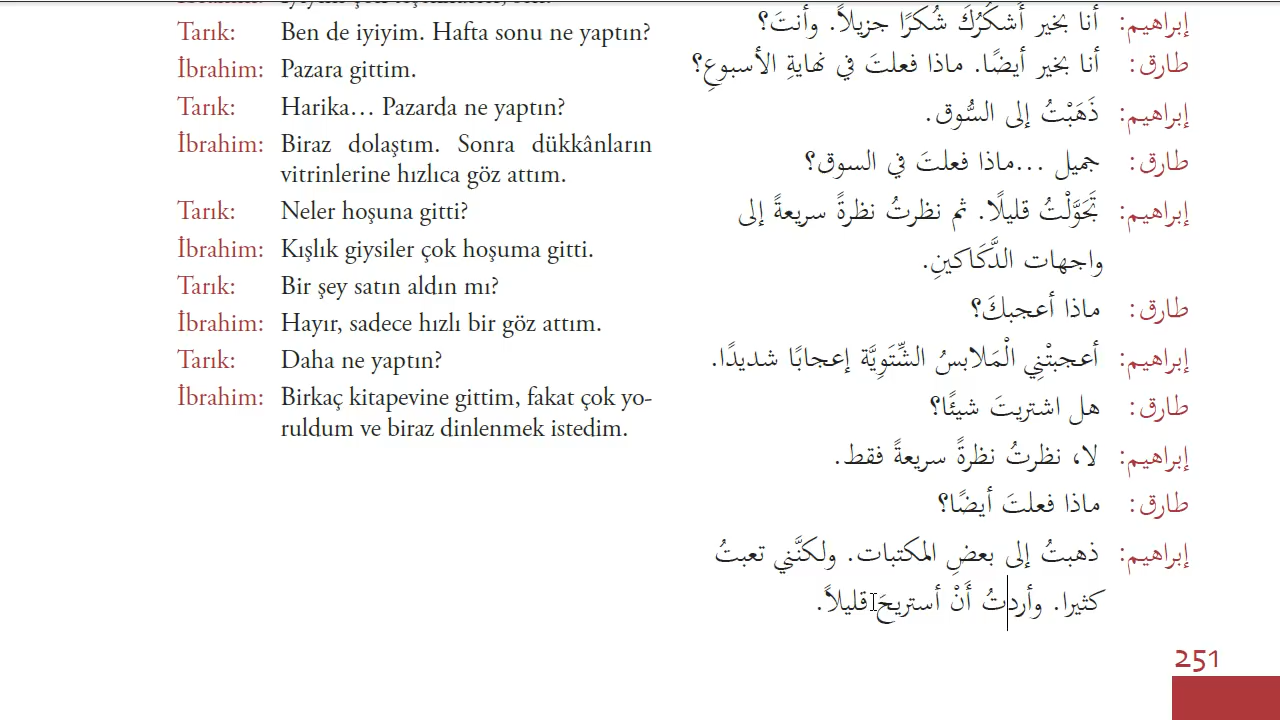 Tarık: Ben de iyiyim. Hafta sonu ne yaptın?
İbrahim: Pazara gittim.
Tarık: Harika… Pazarda ne yaptın?
İbrahim: Biraz dolaştım. Sonra dükkânların
vitrinlerine hızlıca göz attım.
Tarık: Neler hoşuna gitti?
İbrahim: Kışlık giysiler çok hoşuma gitti.
Tarık: Bir şey satın aldın mı?
İbrahim: Hayır, sadece hızlı bir göz attım.
Tarık: Daha ne yaptın?
İbrahim: Birkaç kitapevine gittim, fakat çok yo-
ruldum ve biraz dinlenmek istedim.
إبراهيم: أنا بخير أَشكُرُكَ شُكرًا جزيلاً. وأنتَ؟
طارق: أنا بخير أيضًا. ماذا فعلتَ في نهايةِ الأسبوعِ؟
إبراهيم: ذَهَبْتُ إلى السُّوق.
طارق: جميل …ماذا فعلتَ في السوق؟
إبراهيم: تَجَوَّلْتُ قليلًا. ثم نظرتُ نظرةً سريعةً إلى
واجهات الدَّكَاكينِ.
طارق: ماذا أعجبكَ؟
إبراهيم: أعجبتْنِي الْمَلابسُ الشِّتَوِيَّة إعجابًا شديدًا.
طارق: هل اشتريتَ شيئًا؟
إبراهيم: لا، نظرتُ نظرةً سريعةً فقط.
طارق: ماذا فعلتَ أيضًا؟
إبراهيم: ذهبتُ إلى بعضِ المكتبات. ولكنَّني تعبتُ
كثيرا. وأردتُ أَنْ أستريحَ قليلاً.
251